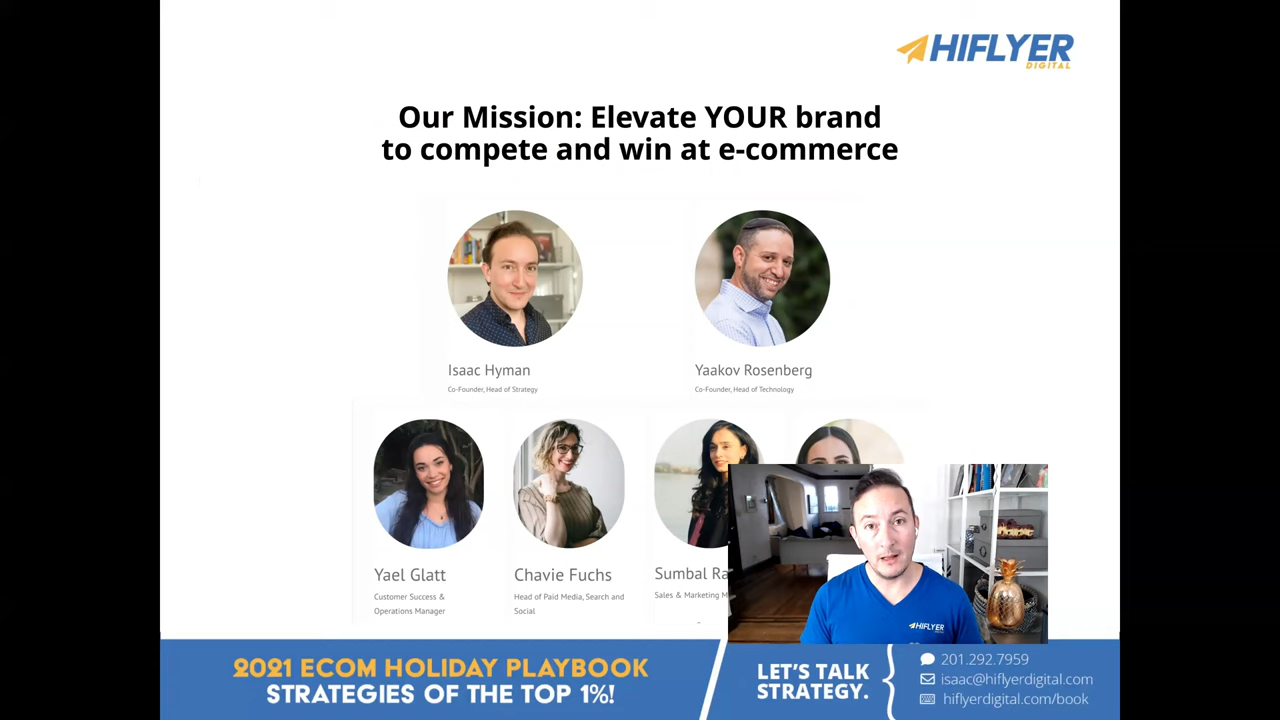 HIFLYER
DIGITAL
Our Mission: Elevate YOUR brand
to compete and win at e-commerce
Isaac Hyman
Co-Founder, Head of Strategy
Yaakov Rosenberg
Co-Founder, Head of Technology
Yael Glatt
Customer Success &
Operations Manager
Chavie Fuchs
Head of Paid Media, Search and
Social
Sumbal Ra
Sales & Marketing M
HIFLYER
2021 ECOM HOLIDAY PLAYBOOK
STRATEGIES OF THE TOP 1%!
LET'S TALK
STRATEGY.
201.292.7959
isaac@hiflyerdigital.com
hiflyerdigital.com/book